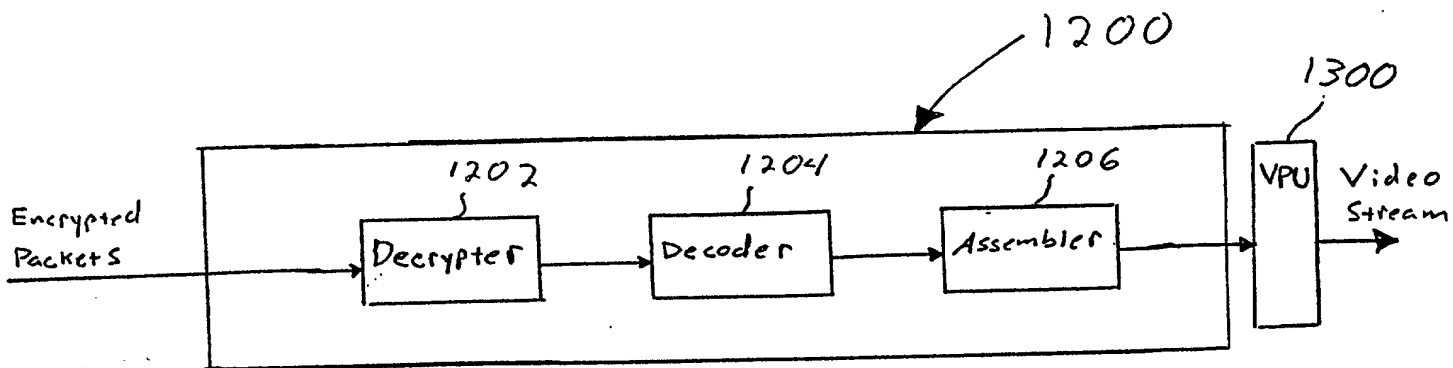 1200
1300
1202
1204
1206
VPU
Video
Stream
Encrypted
Packets
Decrypter
Decoder
Assembler